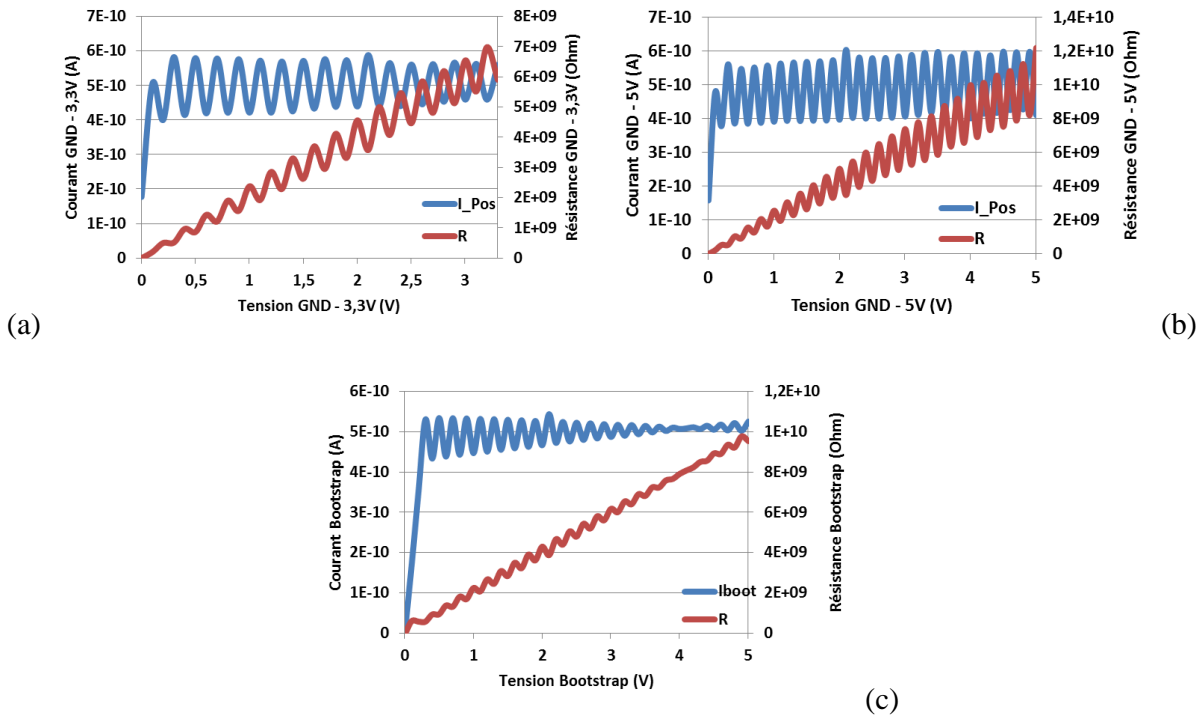 7E-10
6E-10
5E-10
4E-10
3E-10
2E-10
1E-10
0
Courant GND - 3,3V (A)
8E+09
7E+09
6E+09
5E+09
4E+09
3E+09
2E+09
1E+09
0
Résistance GND - 3,3V (Ohm)
I_Pos
R
0 0,5 1 1,5 2 2,5 3
Tension GND - 3,3V (V)
(a)
7E-10
6E-10
5E-10
4E-10
3E-10
2E-10
1E-10
0
Courant GND - 5V (A)
1,4E+10
1,2E+10
1E+10
8E+09
6E+09
4E+09
2E+09
0
Résistance GND - 5V (Ohm)
I_Pos
R
0 1 2 3 4 5
Tension GND - 5V (V)
(b)
6E-10
5E-10
4E-10
3E-10
2E-10
1E-10
0
Courant Bootstrap (A)
1,2E+10
1E+10
8E+09
6E+09
4E+09
2E+09
0
Résistance Bootstrap (Ohm)
Iboot
R
0 1 2 3 4 5
Tension Bootstrap (V)
(c)